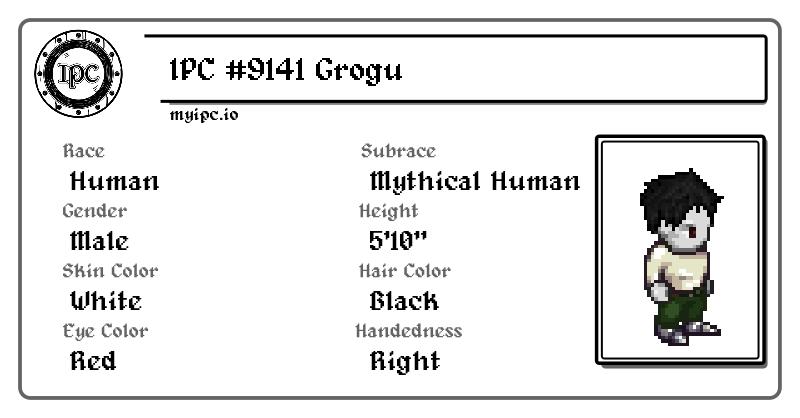 IPC
IPC #9141 Grogu
myipc.io
Race
Human
Subrace
Mythical Human
Gender
Male
Height
5'10"
Skin Color
White
Hair Color
Black
Eye Color
Red
Handedness
Right